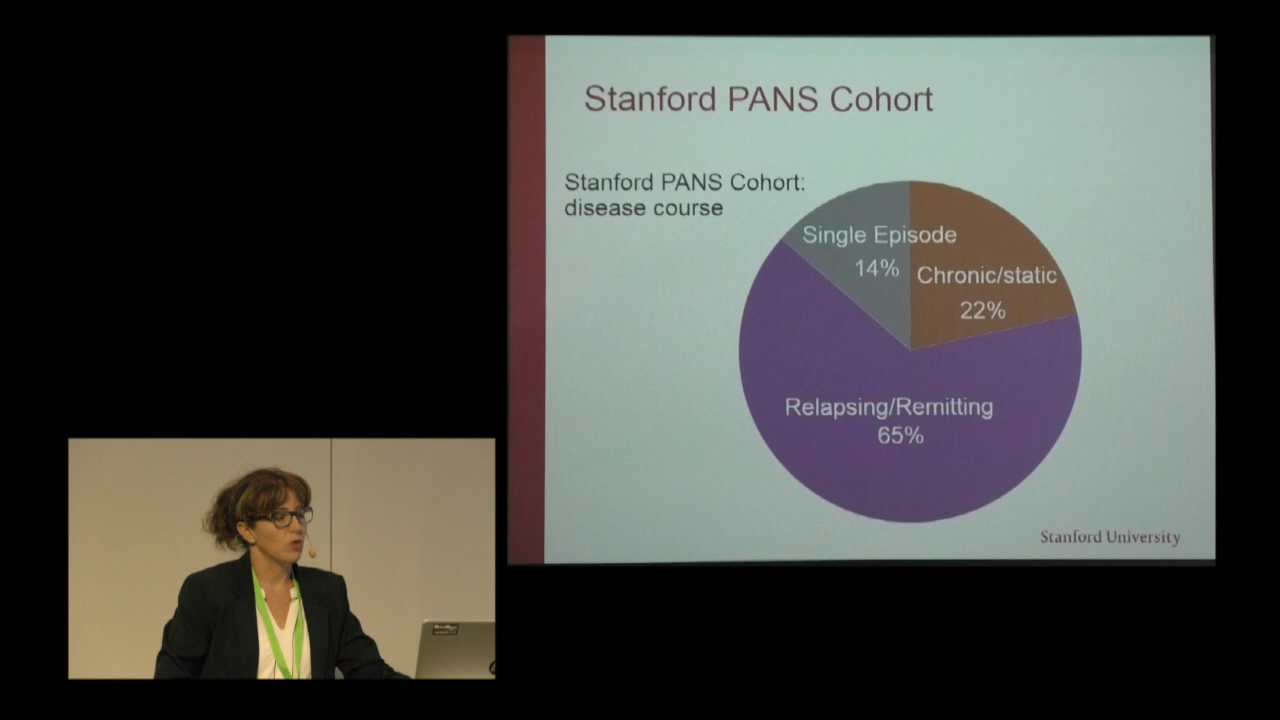 Stanford PANS Cohort
Stanford PANS Cohort:
disease course
Single Episode
14%
Chronic/static
22%
Relapsing/Remitting
65%
Stanford University